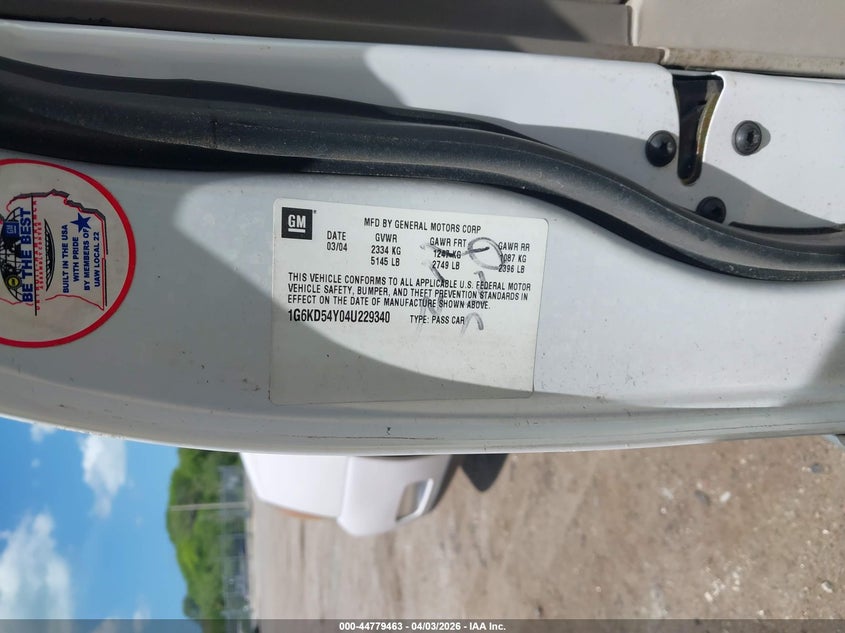 BE THE BEST
BUILT IN THE USA
WITH PRIDE
BY MEMBERS OF
UAW LOCAL 22
GM
MFD BY GENERAL MOTORS CORP
DATE GVWR GAWR FRT GAWR RR
03/04 2334 KG 1247 KG 1087 KG
5145 LB 2749 LB 2396 LB
THIS VEHICLE CONFORMS TO ALL APPLICABLE U.S. FEDERAL MOTOR
VEHICLE SAFETY, BUMPER, AND THEFT PREVENTION STANDARDS IN
EFFECT ON THE DATE OF MANUFACTURE SHOWN ABOVE.
1G6KD54Y04U229340 TYPE: PASS CAR
000-44779463 04/03/2026 IAA Inc.